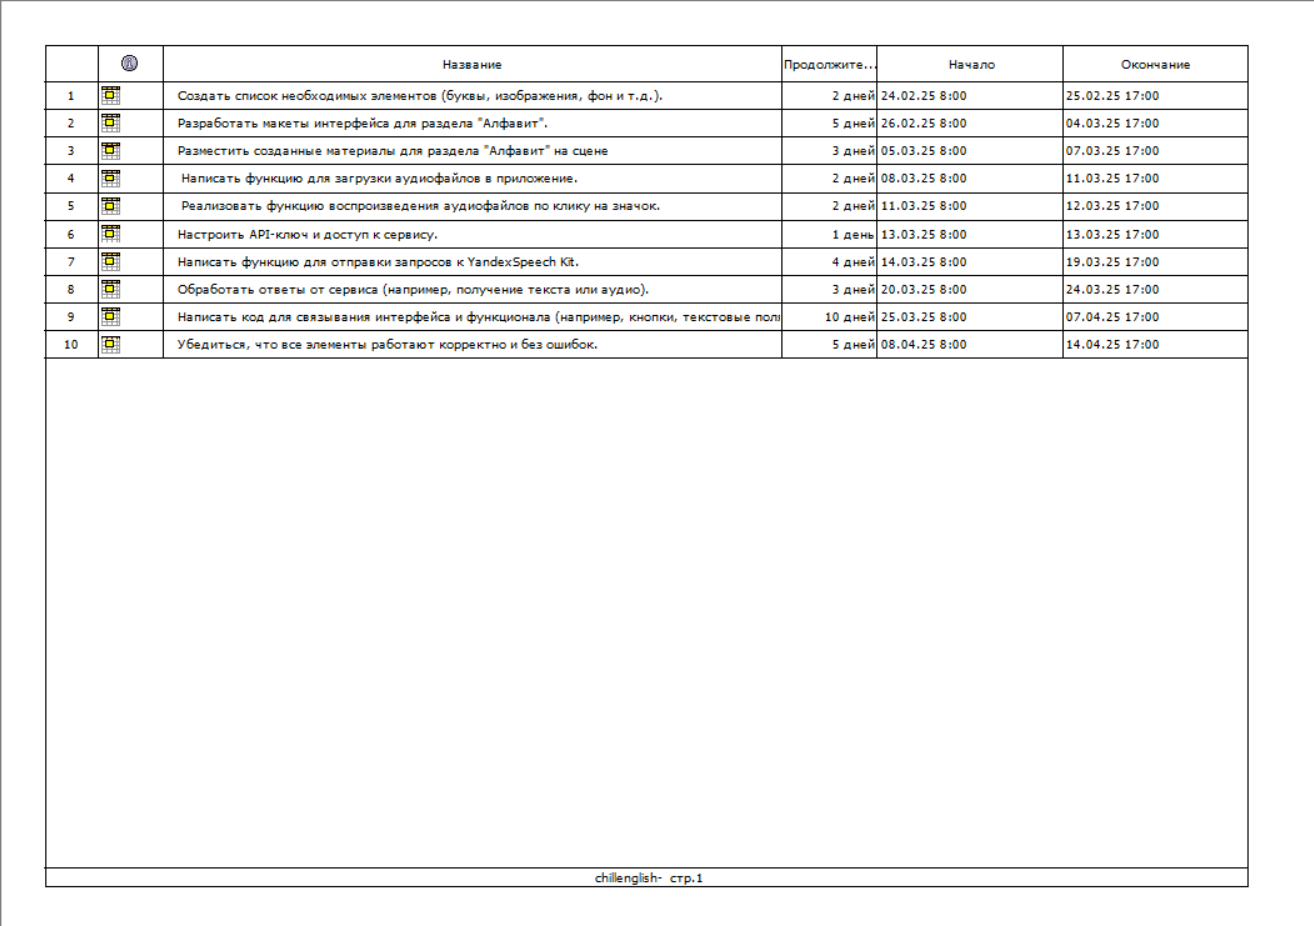 Название Продолжите... Начало Окончание
1 Создать список необходимых элементов (буквы, изображения, фон и т.д.). 2 дней 24.02.25 8:00 25.02.25 17:00
2 Разработать макеты интерфейса для раздела "Алфавит". 5 дней 26.02.25 8:00 04.03.25 17:00
3 Разместить созданные материалы для раздела "Алфавит" на сцене 3 дней 05.03.25 8:00 07.03.25 17:00
4 Написать функцию для загрузки аудиофайлов в приложение. 2 дней 08.03.25 8:00 11.03.25 17:00
5 Реализовать функцию воспроизведения аудиофайлов по клику на значок. 2 дней 11.03.25 8:00 12.03.25 17:00
6 Настроить API-ключ и доступ к сервису. 1 день 13.03.25 8:00 13.03.25 17:00
7 Написать функцию для отправки запросов к YandexSpeech Kit. 4 дней 14.03.25 8:00 19.03.25 17:00
8 Обработать ответы от сервиса (например, получение текста или аудио). 3 дней 20.03.25 8:00 24.03.25 17:00
9 Написать код для связывания интерфейса и функционала (например, кнопки, текстовые поля 10 дней 25.03.25 8:00 07.04.25 17:00
10 Убедиться, что все элементы работают корректно и без ошибок. 5 дней 08.04.25 8:00 14.04.25 17:00
chillenglish- стр.1